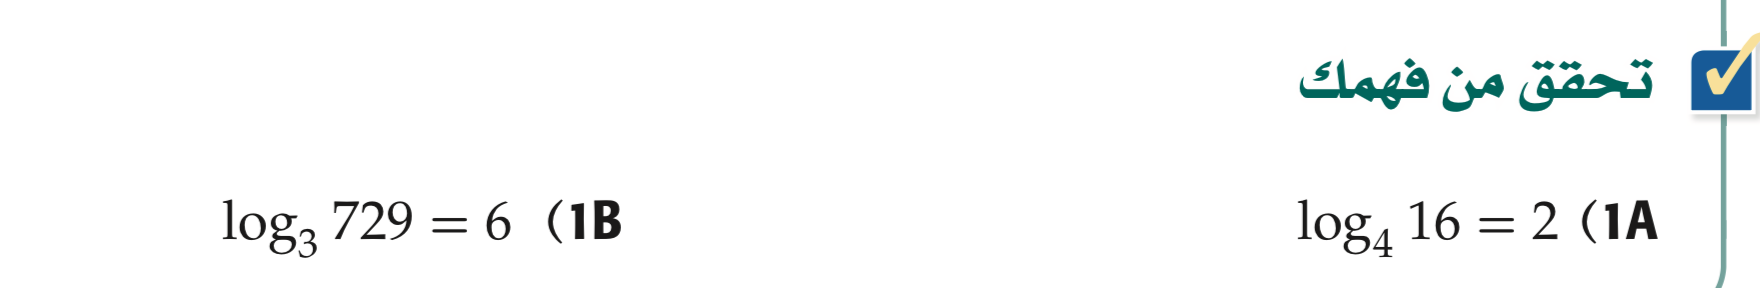 تحقق من فهمك
log₄ 16 = 2 (1A
log₃ 729 = 6 (1B